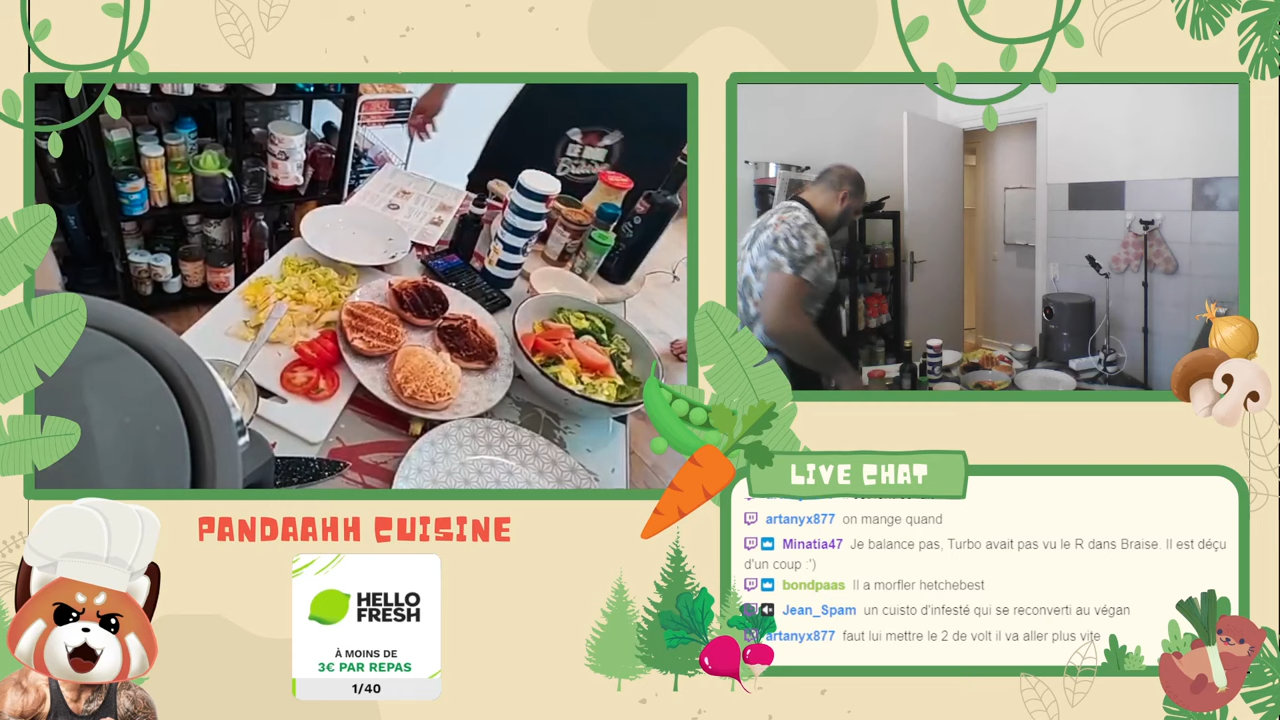 LE BON
PANDAAHH CUISINE
HELLO
FRESH
À MOINS DE
3€ PAR REPAS
1/40
LIVE CHAT
artanyx877 on mange quand
Minatia47 Je balance pas, Turbo avait pas vu le R dans Braise. Il est déçu
d'un coup :')
bondpaas Il a morfler hetchebest
Jean_Spam un cuisto d'infesté qui se reconverti au végan
artanyx877 faut lui mettre le 2 de volt il va aller plus vite